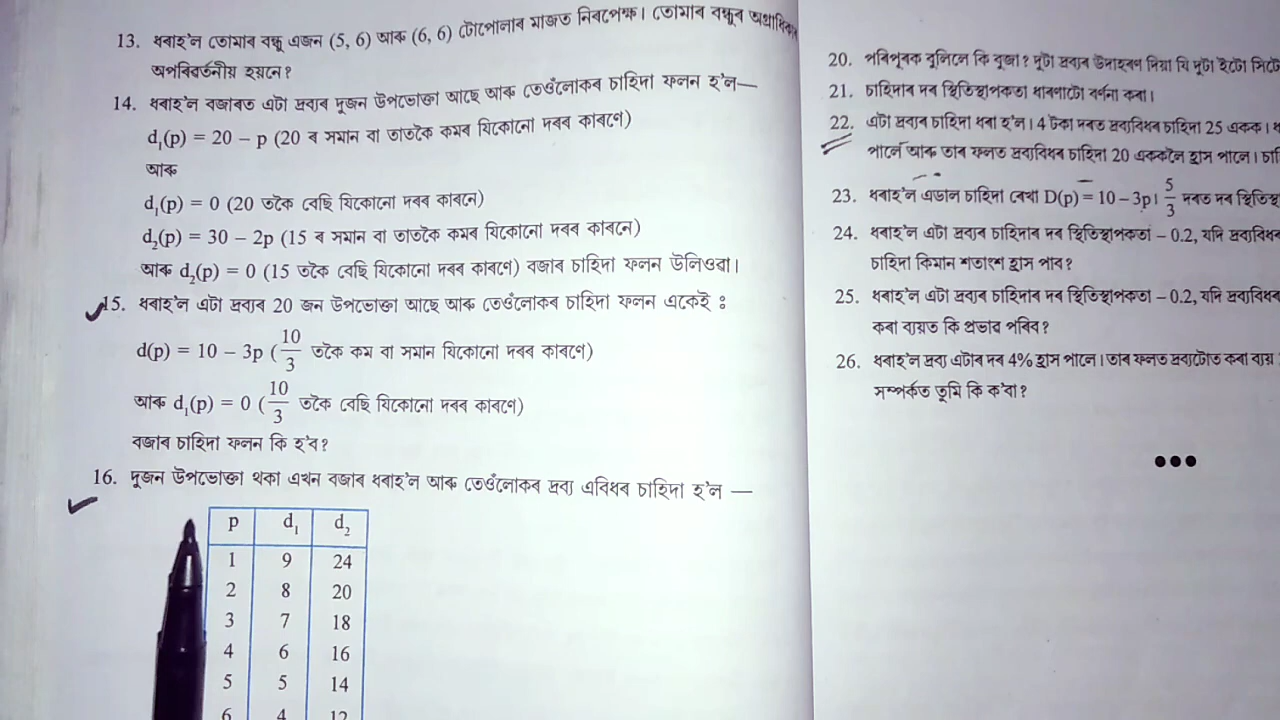 13. ধৰাহ'ল তোমাৰ বন্ধু এজন (5, 6) আৰু (6, 6) টোপোলাৰ মাজত নিৰপেক্ষ। তোমাৰ বন্ধুৰ
অপৰিৱৰ্তনীয় হয়নে?
14. ধৰাহ'ল বজাৰত এটা দ্ৰব্যৰ দুজন উপভোক্তা আছে আৰু তেওঁলোকৰ চাহিদা ফলন হ'ল—
d₁(p) = 20 – p (20 ৰ সমান বা তাতকৈ কমৰ যিকোনো দৰৰ কাৰণে)
আৰু
d₁(p) = 0 (20 তকৈ বেছি যিকোনো দৰৰ কাৰনে)
d₂(p) = 30 – 2p (15 ৰ সমান বা তাতকৈ কমৰ যিকোনো দৰৰ কাৰনে)
আৰু d₂(p) = 0 (15 তকৈ বেছি যিকোনো দৰৰ কাৰণে) বজাৰ চাহিদা ফলন উলিওৱা।
15. ধৰাহ'ল এটা দ্ৰব্যৰ 20 জন উপভোক্তা আছে আৰু তেওঁলোকৰ চাহিদা ফলন একেই ঃ
d(p) = 10 – 3p (10/3 তকৈ কম বা সমান যিকোনো দৰৰ কাৰণে)
আৰু d₁(p) = 0 (10/3 তকৈ বেছি যিকোনো দৰৰ কাৰণে)
বজাৰ চাহিদা ফলন কি হ'ব?
16. দুজন উপভোক্তা থকা এখন বজাৰ ধৰাহ'ল আৰু তেওঁলোকৰ দ্ৰব্য এবিধৰ চাহিদা হ'ল —
p d₁ d₂
1 9 24
2 8 20
3 7 18
4 6 16
5 5 14
6 4 12
20. পৰিপূৰক বুলিলে কি বুজা? দুটা দ্ৰব্যৰ উদাহৰণ দিয়া যি দুটা ইটো সিটো
21. চাহিদাৰ দৰ স্থিতিস্থাপকতা ধাৰণাটো বৰ্ণনা কৰা।
22. এটা দ্ৰব্যৰ চাহিদা ধৰা হ'ল। 4 টকা দৰত দ্ৰব্যবিধৰ চাহিদা 25 একক।
পালে আৰু তাৰ ফলত দ্ৰব্যবিধৰ চাহিদা 20 এককলৈ হ্ৰাস পালে।
23. ধৰাহ'ল এডাল চাহিদা ৰেখা D(p) = 10 – 3p। 5/3 দৰত দৰ
24. ধৰাহ'ল এটা দ্ৰব্যৰ চাহিদাৰ দৰ স্থিতিস্থাপকতা – 0.2, যদি দ্ৰব্যবিধৰ
চাহিদা কিমান শতাংশ হ্ৰাস পাব?
25. ধৰাহ'ল এটা দ্ৰব্যৰ চাহিদাৰ দৰ স্থিতিস্থাপকতা – 0.2, যদি দ্ৰব্যবিধৰ
কৰা ব্যয়ত কি প্ৰভাৱ পৰিব?
26. ধৰাহ'ল দ্ৰব্য এটাৰ দৰ 4% হ্ৰাস পালে। তাৰ ফলত দ্ৰব্যটোত কৰা ব্যয়
সম্পৰ্কত তুমি কি ক'বা?